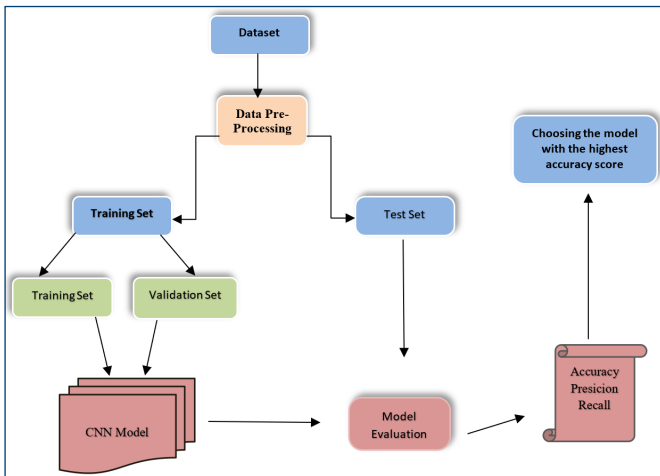 Dataset
Data Pre-
Processing
Choosing the model
with the highest
accuracy score
Training Set
Test Set
Training Set
Validation Set
CNN Model
Model
Evaluation
Accuracy
Presicion
Recall